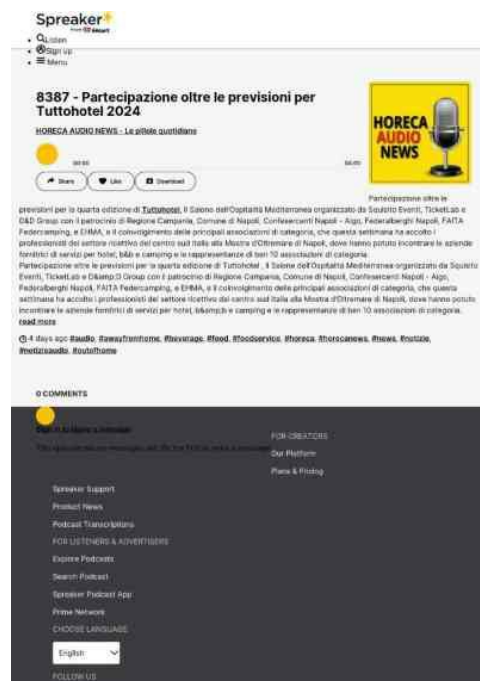 Spreaker
Listen
Sign up
Menu
8387 - Partecipazione oltre le previsioni per
Tuttohotel 2024
HORECA AUDIO NEWS - Le pillole quotidiane
HORECA
AUDIO
NEWS
Share
Like
Download
Partecipazione oltre le
previsioni per la quarta edizione di Tuttohotel, il Salone dell'Ospitalità Mediterranea organizzato da Squisito Eventi, TicketLab e
D&D Group con il patrocinio di Regione Campania, Comune di Napoli, Confesercenti Napoli - Aigo, Federalberghi Napoli, FAITA
Federcamping, e EHMA, e il coinvolgimento delle principali associazioni di categoria, che questa settimana ha accolto i
professionisti del settore ricettivo del centro sud Italia alla Mostra d'Oltremare di Napoli, dove hanno potuto incontrare le aziende
fornitrici di servizi per hotel, b&b e camping e le rappresentanze di ben 10 associazioni di categoria.
Partecipazione oltre le previsioni per la quarta edizione di Tuttohotel , il Salone dell'Ospitalità Mediterranea organizzato da Squisito
Eventi, TicketLab e D&amp;D Group con il patrocinio di Regione Campania, Comune di Napoli, Confesercenti Napoli - Aigo,
Federalberghi Napoli, FAITA Federcamping, e EHMA, e il coinvolgimento delle principali associazioni di categoria, che questa
settimana ha accolto i professionisti del settore ricettivo del centro sud Italia alla Mostra d'Oltremare di Napoli, dove hanno potuto
incontrare le aziende fornitrici di servizi per hotel, b&amp;b e camping e le rappresentanze di ben 10 associazioni di categoria.
read more
4 days ago #audio, #awayfromhome, #beverage, #food, #foodservice, #horeca, #horecanews, #news, #notizie,
#notizieaudio, #outofhome
0 COMMENTS
Sign in to leave a message
FOR CREATORS
Our Platform
Plans & Pricing
Spreaker Support
Product News
Podcast Transcriptions
FOR LISTENERS & ADVERTISERS
Explore Podcasts
Search Podcast
Spreaker Podcast App
Prime Network
CHOOSE LANGUAGE
English
FOLLOW US